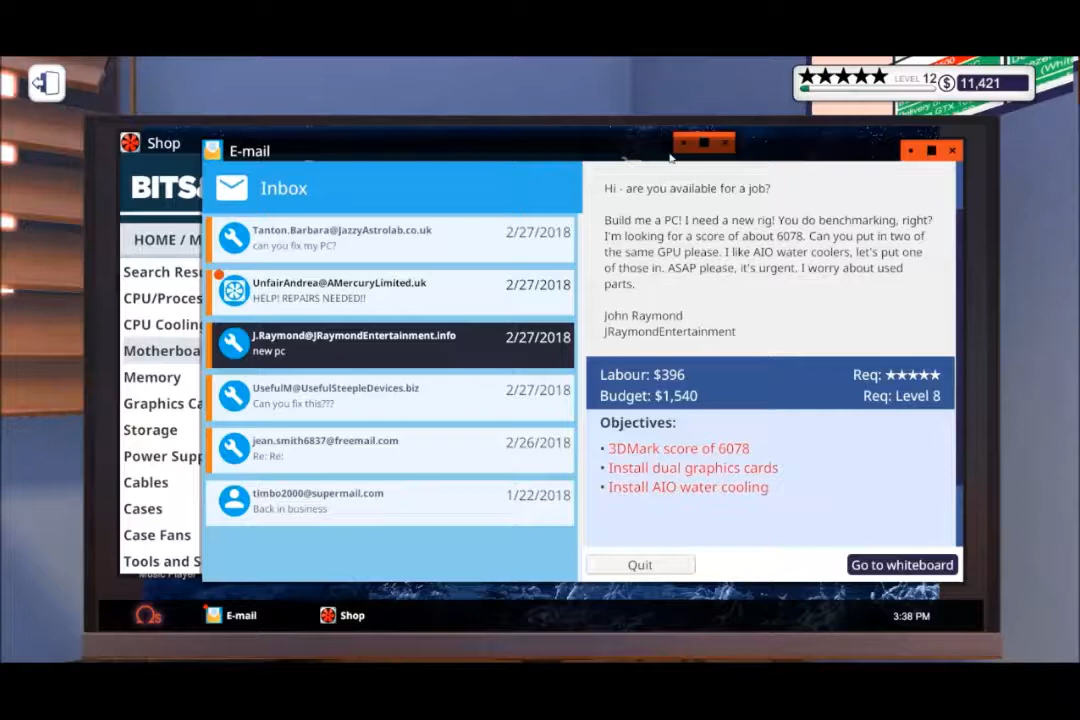 LEVEL 12
$ 11,421
Shop
E-mail
BITS
HOME / M
Search Res
CPU/Proces
CPU Cooling
Motherboa
Memory
Graphics Ca
Storage
Power Supp
Cables
Cases
Case Fans
Tools and S
Music Player
Inbox
Tanton.Barbara@JazzyAstrolab.co.uk
can you fix my PC?
2/27/2018
UnfairAndrea@AMercuryLimited.uk
HELP! REPAIRS NEEDED!!
2/27/2018
J.Raymond@JRaymondEntertainment.info
new pc
2/27/2018
UsefulM@UsefulSteepleDevices.biz
Can you fix this???
2/27/2018
jean.smith6837@freemail.com
Re: Re:
2/26/2018
timbo2000@supermail.com
Back in business
1/22/2018
Hi - are you available for a job?
Build me a PC! I need a new rig! You do benchmarking, right?
I'm looking for a score of about 6078. Can you put in two of
the same GPU please. I like AIO water coolers, let's put one
of those in. ASAP please, it's urgent. I worry about used
parts.
John Raymond
JRaymondEntertainment
Labour: $396
Req: ★★★★★
Budget: $1,540
Req: Level 8
Objectives:
• 3DMark score of 6078
• Install dual graphics cards
• Install AIO water cooling
Quit
Go to whiteboard
E-mail
Shop
3:38 PM